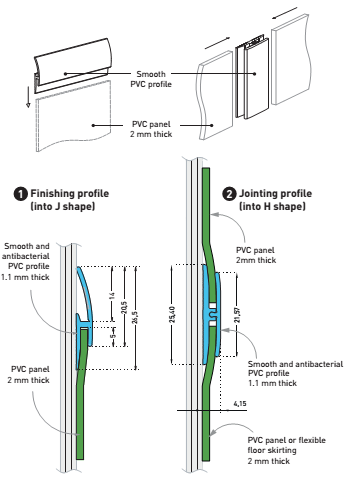 Smooth
PVC profile
PVC panel
2 mm thick
1 Finishing profile
(into J shape)
2 Jointing profile
(into H shape)
Smooth and
antibacterial
PVC profile
1.1 mm thick
14
20,5
26,5
5
PVC panel
2 mm thick
PVC panel
2mm thick
25,40
21,57
Smooth and antibacterial
PVC profile
1.1 mm thick
4,15
PVC panel or flexible
floor skirting
2 mm thick